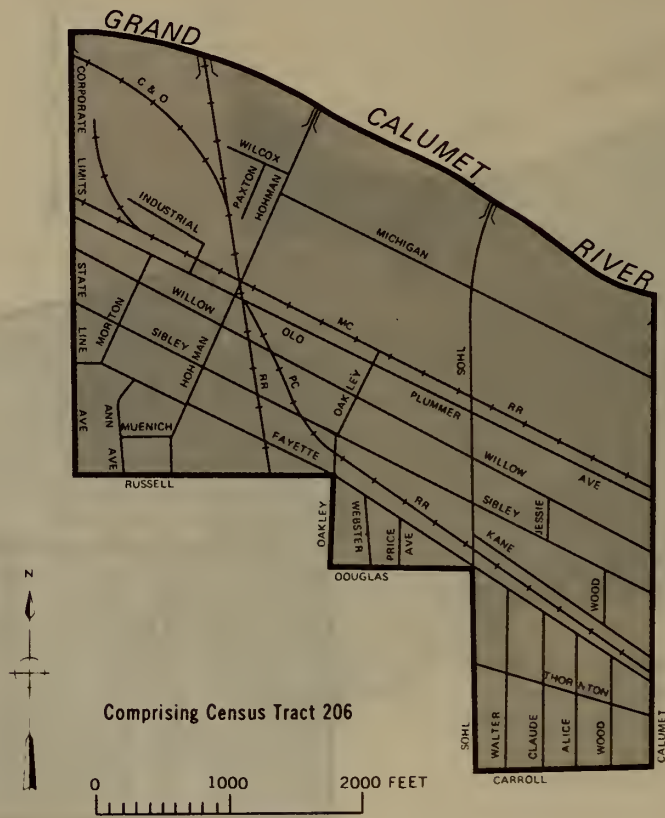 GRAND
CALUMET
RIVER
C & O
CORPORATE
LIMITS
WILCOX
PAXTON
HOHMAN
INDUSTRIAL
MICHIGAN
STATE
LINE
AVE
MORTON
WILLOW
SIBLEY
HOHMAN
MC
RR
OLO
PLUMMER
AVE
SOHL
OAKLEY
PC
RR
ANN
AVE
MUENICH
FAYETTE
WILLOW
SIBLEY
JESSIE
RUSSELL
OAKLEY
WEBSTER
PRICE
AVE
RR
KANE
DOUGLAS
WOOD
N
THORNTON
Comprising Census Tract 206
SOHL
WALTER
CLAUDE
ALICE
WOOD
CALUMET
CARROLL
0 1000 2000 FEET